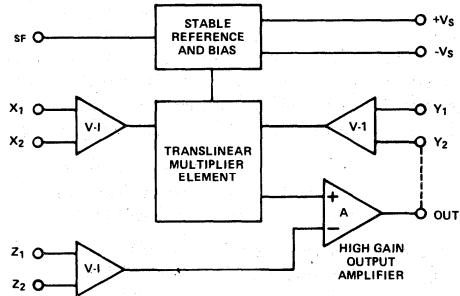 STABLE
REFERENCE
AND BIAS
SF
+VS
-VS
X1
X2
V-I
TRANSLINEAR
MULTIPLIER
ELEMENT
V-1
Y1
Y2
+
A
−
OUT
HIGH GAIN
OUTPUT
AMPLIFIER
Z1
Z2
V-I